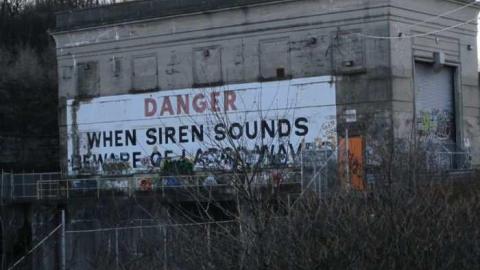 DANGER
WHEN SIREN SOUNDS
BEWARE OF